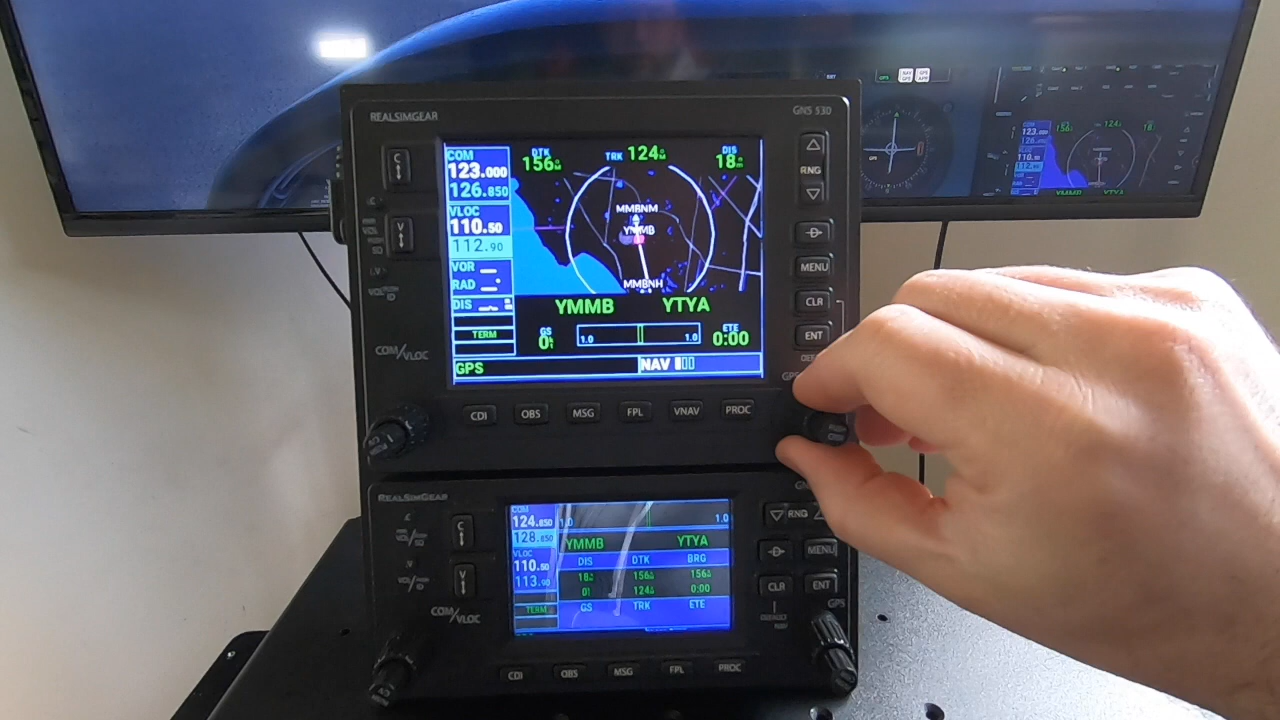 REALSIMGEAR
GNS 530
COM
123.000
126.850
VLOC
110.50
112.90
VOR
RAD
DIS
TERM
GPS
DTK
156
TRK 124
DIS
18
MMBNM
YMMB
MMBNH
YMMB YTYA
GS
0
1.0 1.0
ETE
0:00
NAV
C
V
COM/VLOC
RNG
MENU
CLR
ENT
CDI OBS MSG FPL VNAV PROC
REALSIMGEAR
COM
124.850
128.650
VLOC
110.50
113.90
TERM
1.0 1.0
YMMB YTYA
DIS DTK BRG
18 156 156
124 0:00
GS TRK ETE
C
V
COM/VLOC
RNG
MENU
CLR
ENT
GPS
CDI OBS MSG FPL PROC